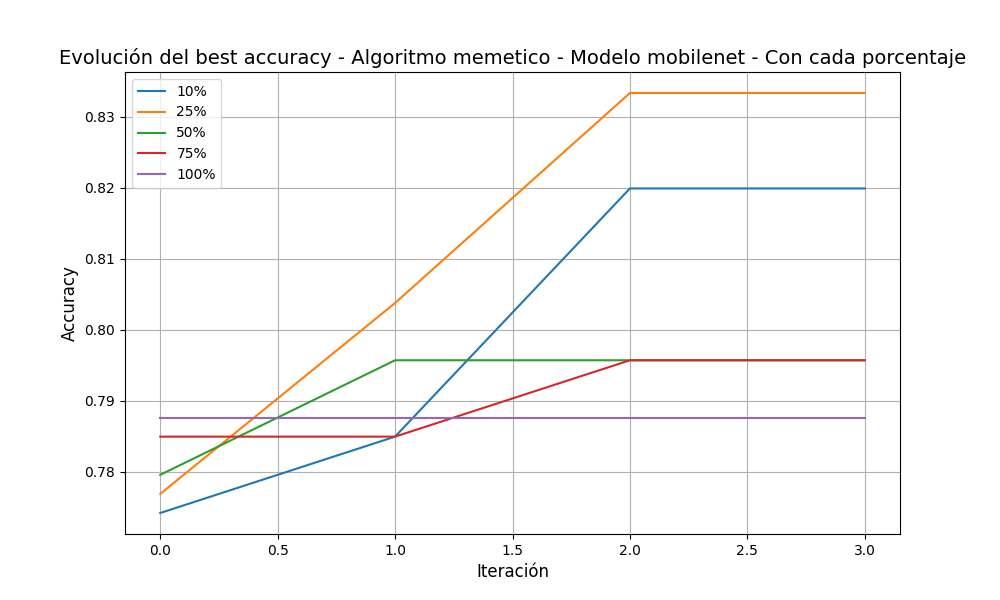 Evolución del best accuracy - Algoritmo memetico - Modelo mobilenet - Con cada porcentaje
10%
25%
50%
75%
100%
0.83
0.82
0.81
0.80
0.79
0.78
Accuracy
0.0 0.5 1.0 1.5 2.0 2.5 3.0
Iteración